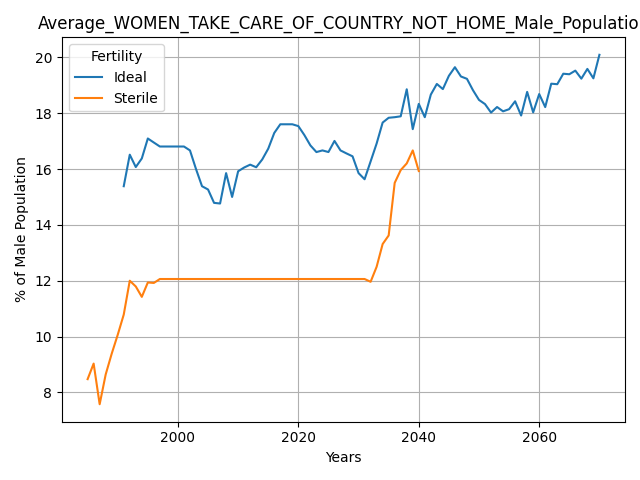 Average_WOMEN_TAKE_CARE_OF_COUNTRY_NOT_HOME_Male_Populatio
Fertility
Ideal
Sterile
% of Male Population
20
18
16
14
12
10
8
2000 2020 2040 2060
Years